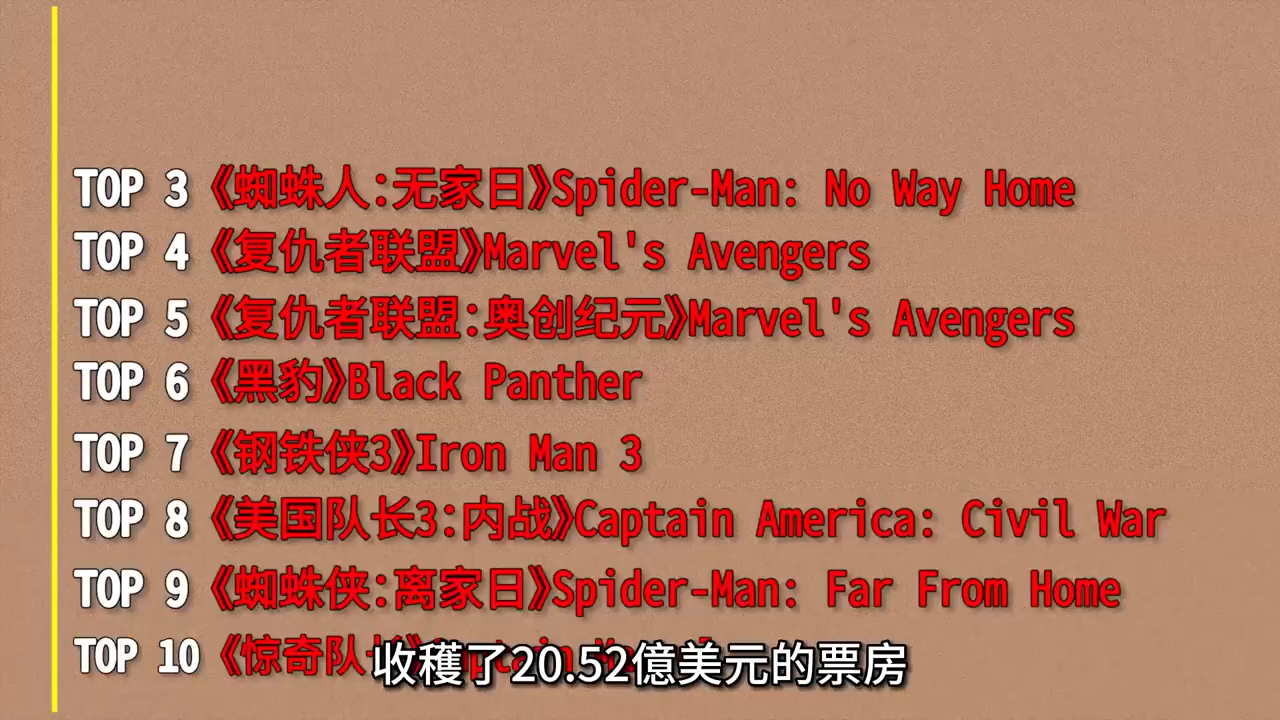 TOP 3 《蜘蛛人:无家日》Spider-Man: No Way Home
TOP 4 《复仇者联盟》Marvel's Avengers
TOP 5 《复仇者联盟:奥创纪元》Marvel's Avengers
TOP 6 《黑豹》Black Panther
TOP 7 《钢铁侠3》Iron Man 3
TOP 8 《美国队长3:内战》Captain America: Civil War
TOP 9 《蜘蛛侠:离家日》Spider-Man: Far From Home
TOP 10 《惊奇队
收穫了20.52億美元的票房